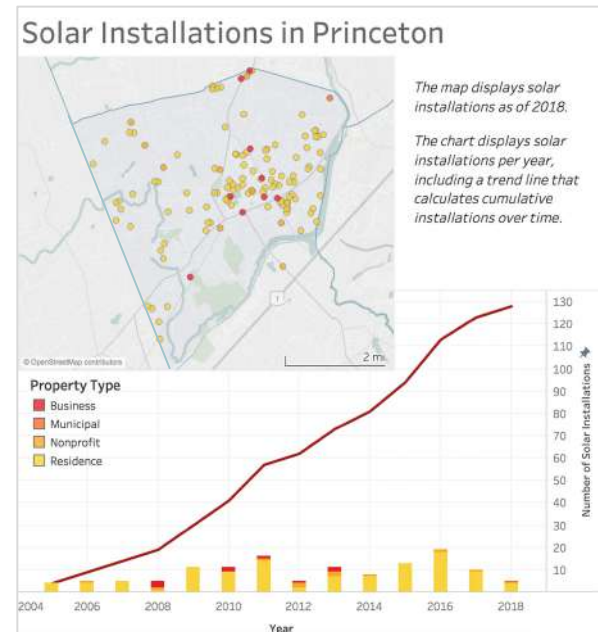 Solar Installations in Princeton
The map displays solar
installations as of 2018.
The chart displays solar
installations per year,
including a trend line that
calculates cumulative
installations over time.
1
2 mi
© OpenStreetMap contributors
Property Type
Business
Municipal
Nonprofit
Residence
130
120
110
100
90
80
70
60
50
40
30
20
10
Number of Solar Installations
2004 2006 2008 2010 2012 2014 2016 2018
Year